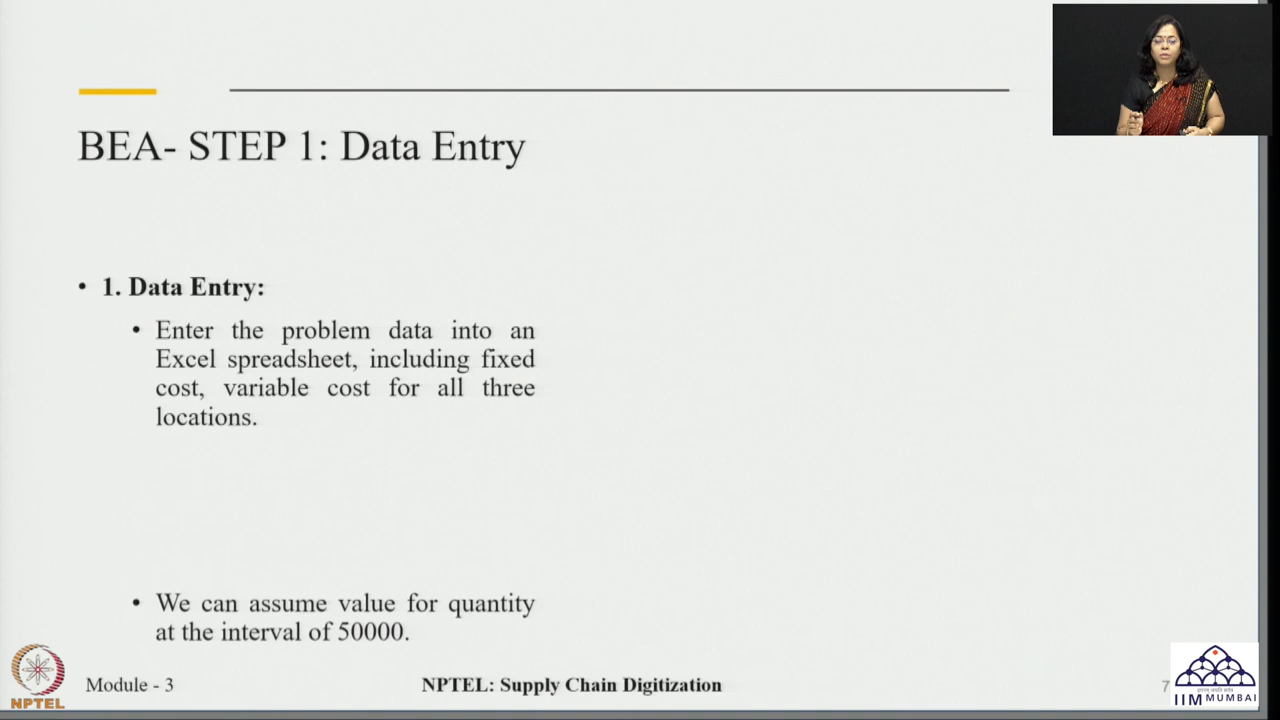 BEA- STEP 1: Data Entry
• 1. Data Entry:
• Enter the problem data into an
Excel spreadsheet, including fixed
cost, variable cost for all three
locations.
• We can assume value for quantity
at the interval of 50000.
NPTEL
Module - 3
NPTEL: Supply Chain Digitization
7
IIM MUMBAI